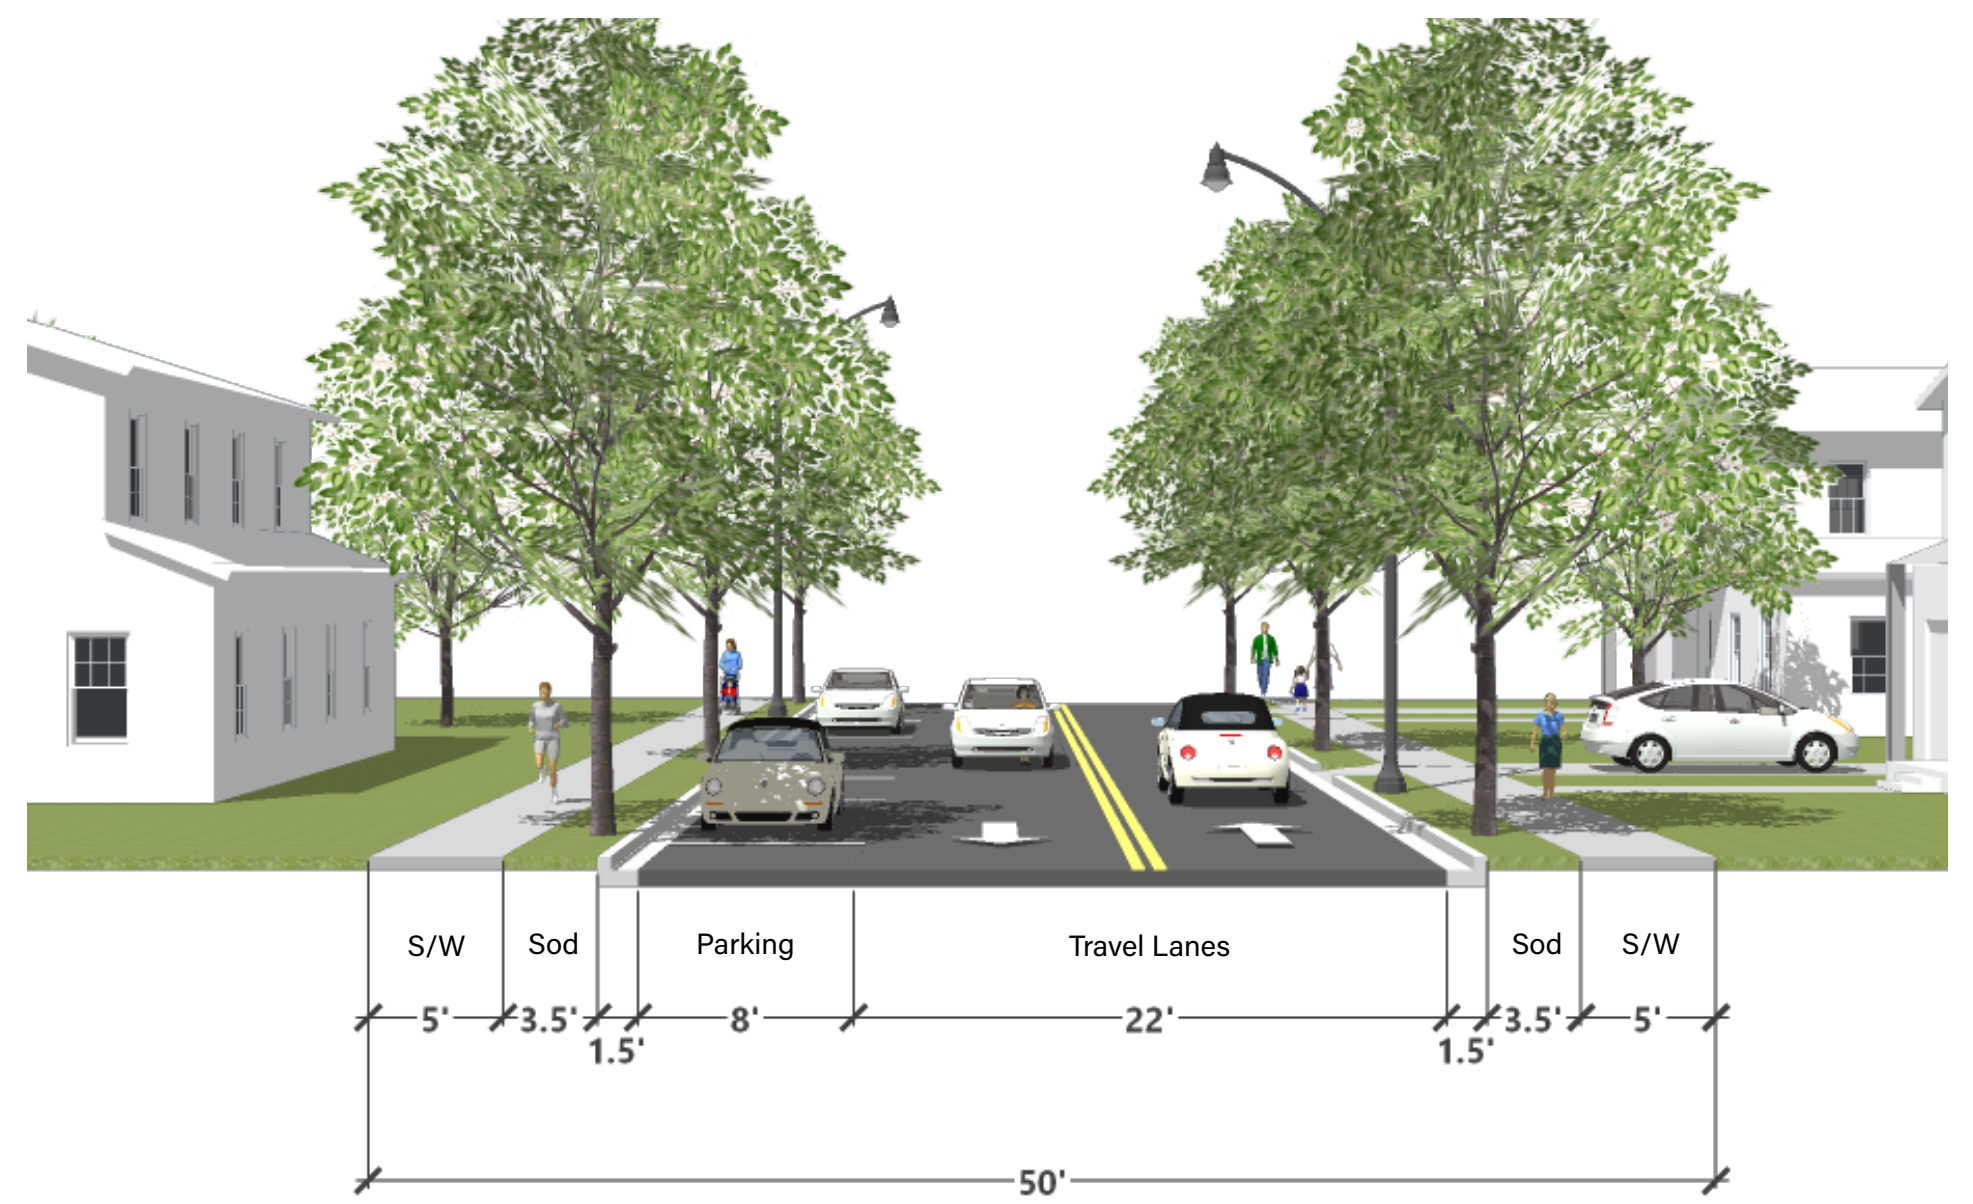 S/W Sod Parking Travel Lanes Sod S/W
5' 3.5' 8' 22' 3.5' 5'
1.5' 1.5'
50'